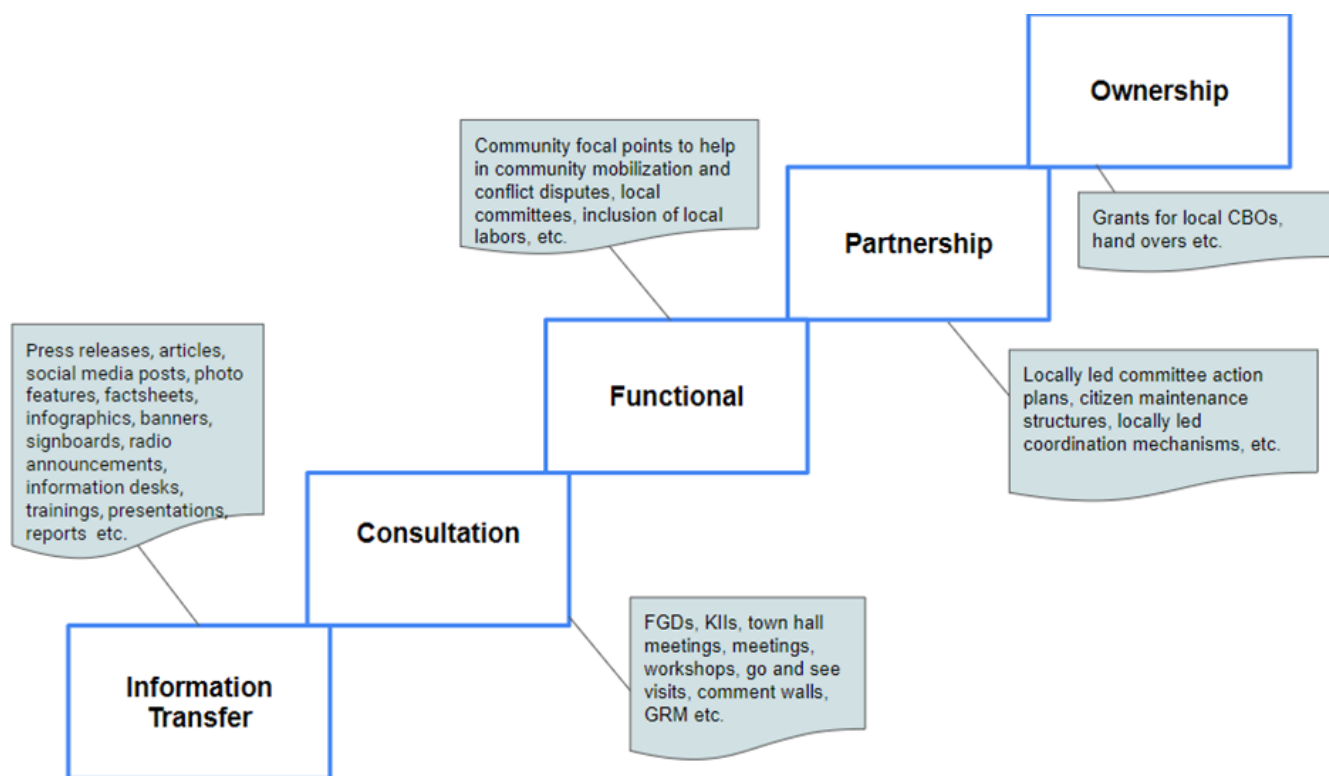 Ownership
Community focal points to help
in community mobilization and
conflict disputes, local
committees, inclusion of local
labors, etc.
Grants for local CBOs,
hand overs etc.
Partnership
Press releases, articles,
social media posts, photo
features, factsheets,
infographics, banners,
signboards, radio
announcements,
information desks,
trainings, presentations,
reports  etc.
Functional
Locally led committee action
plans, citizen maintenance
structures, locally led
coordination mechanisms, etc.
Consultation
FGDs, KIIs, town hall
meetings, meetings,
workshops, go and see
visits, comment walls,
GRM etc.
Information
Transfer